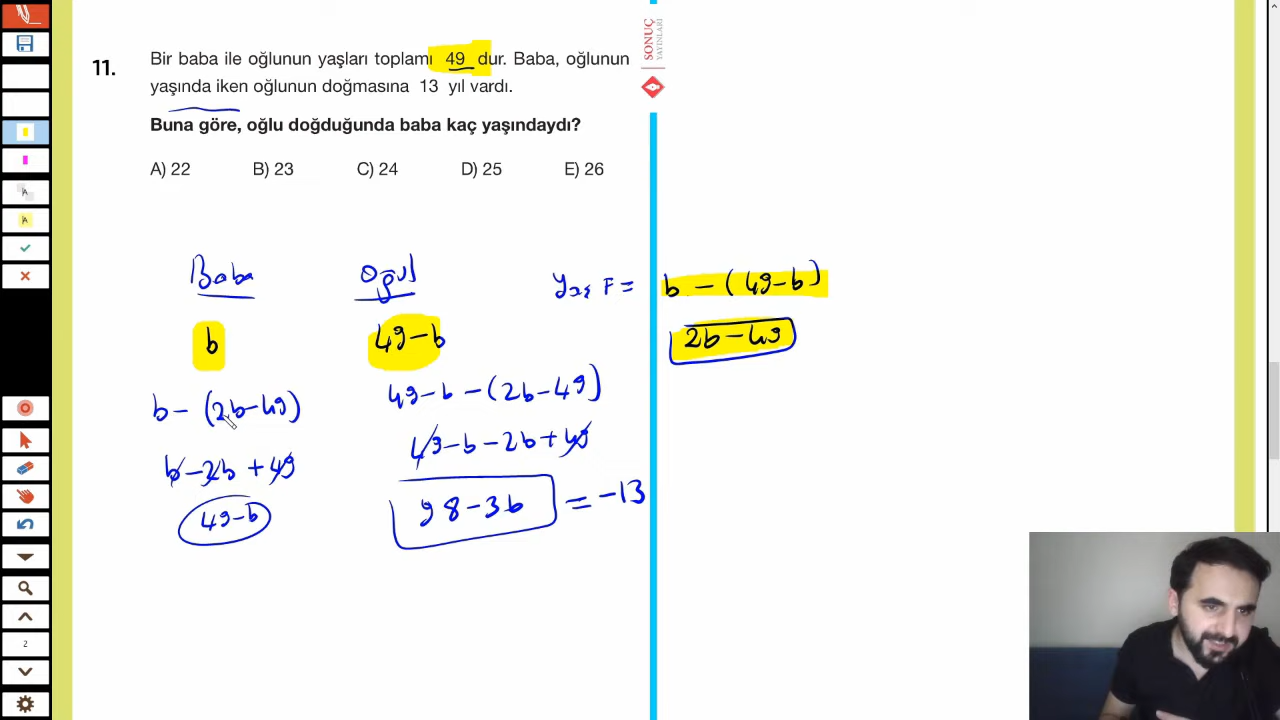 11.
Bir baba ile oğlunun yaşları toplamı 49 dur. Baba, oğlunun
yaşında iken oğlunun doğmasına 13 yıl vardı.
Buna göre, oğlu doğduğunda baba kaç yaşındaydı?
A) 22 B) 23 C) 24 D) 25 E) 26
SONUÇ
YAYINLARI
Baba Oğul Yaş F = b - (49-b)
b 49-b 2b-49
b - (2b-49) 49-b-(2b-49)
b-2b+49 49-b-2b+49
49-b 98-3b = -13
A
A
2